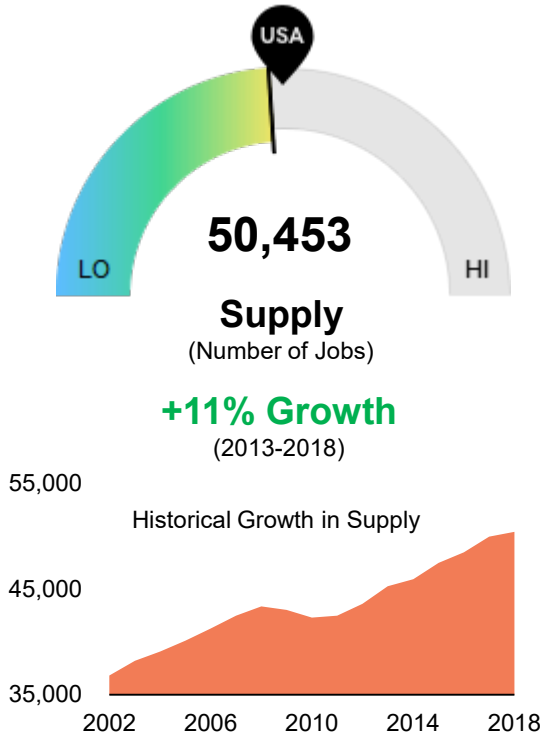 USA
50,453
LO
HI
Supply
(Number of Jobs)
+11% Growth
(2013-2018)
55,000
Historical Growth in Supply
45,000
35,000
2002 2006 2010 2014 2018